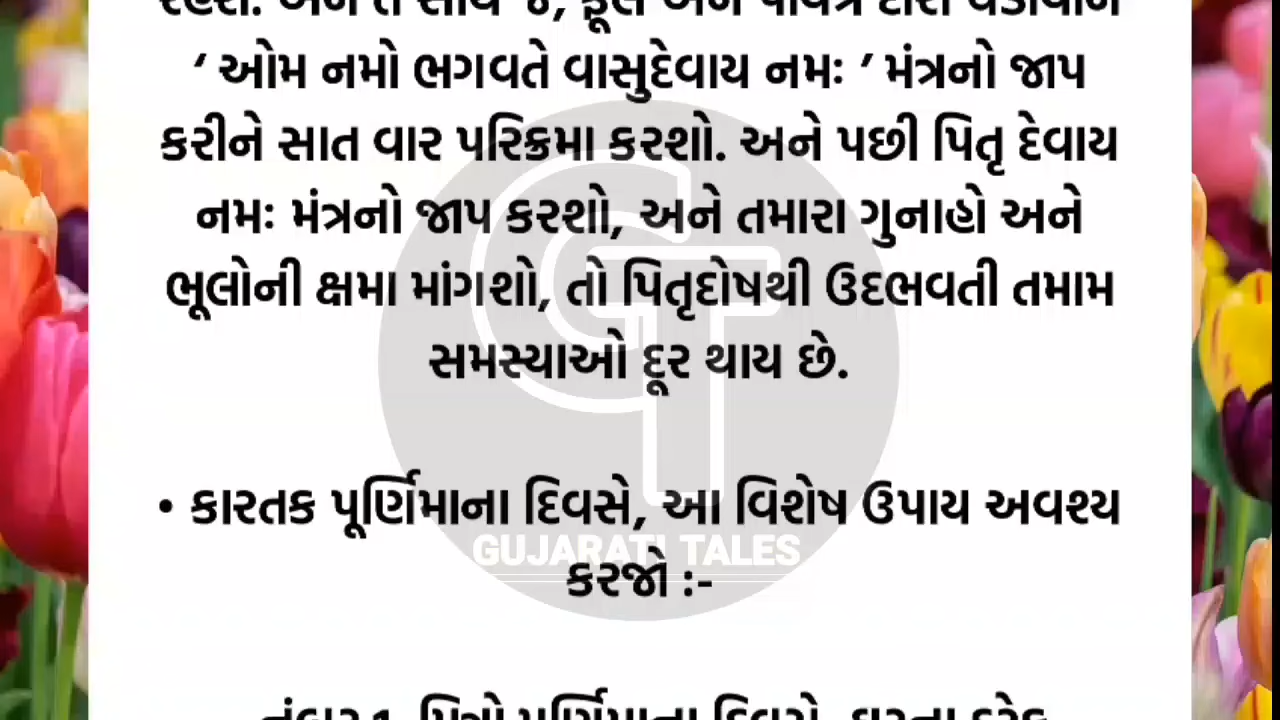 ‘ ઓમ નમો ભગવતે વાસુદેવાય નમઃ ’ મંત્રનો જાપ
કરીને સાત વાર પરિક્રમા કરશો. અને પછી પિતૃ દેવાય
નમઃ મંત્રનો જાપ કરશો, અને તમારા ગુનાહો અને
ભૂલોની ક્ષમા માંગશો, તો પિતૃદોષથી ઉદભવતી તમામ
સમસ્યાઓ દૂર થાય છે.
• કારતક પૂર્ણિમાના દિવસે, આ વિશેષ ઉપાય અવશ્ય
GUJARATI TALES
કરજો :-